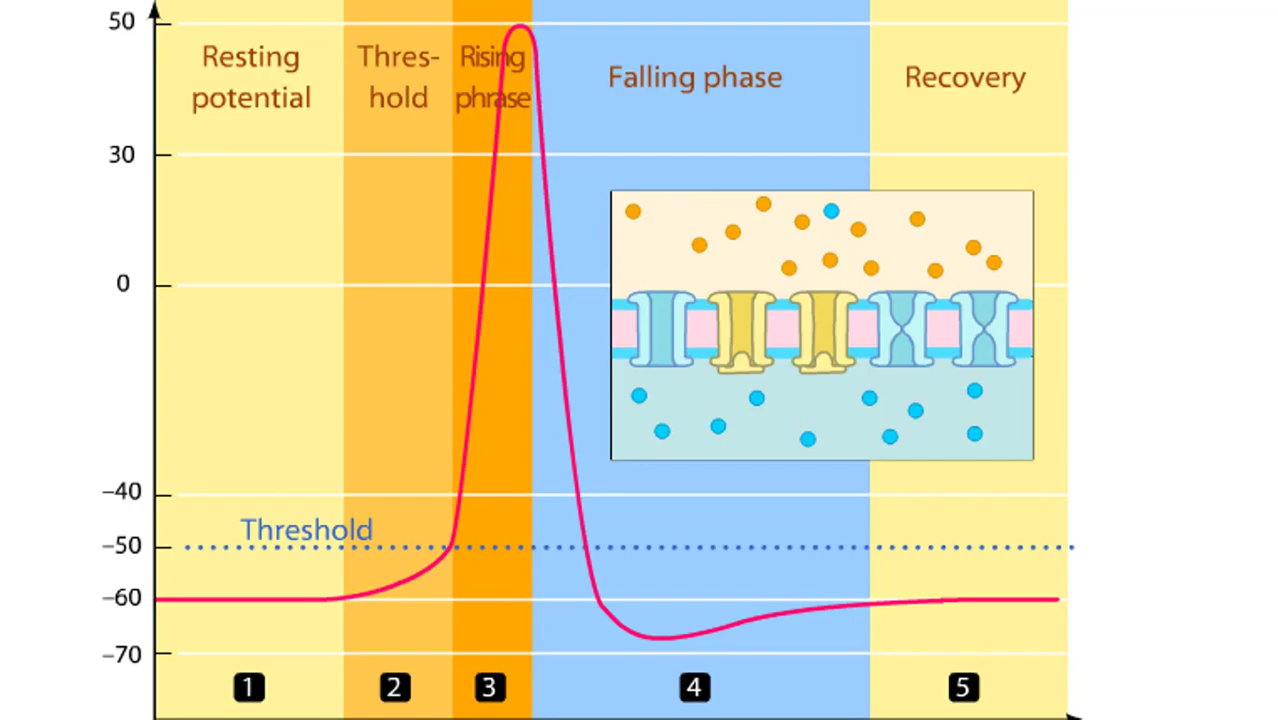 50
Resting
potential
Thres-
hold
Rising
phrase
Falling phase
Recovery
30
0
–40
Threshold
–50
–60
–70
1
2
3
4
5